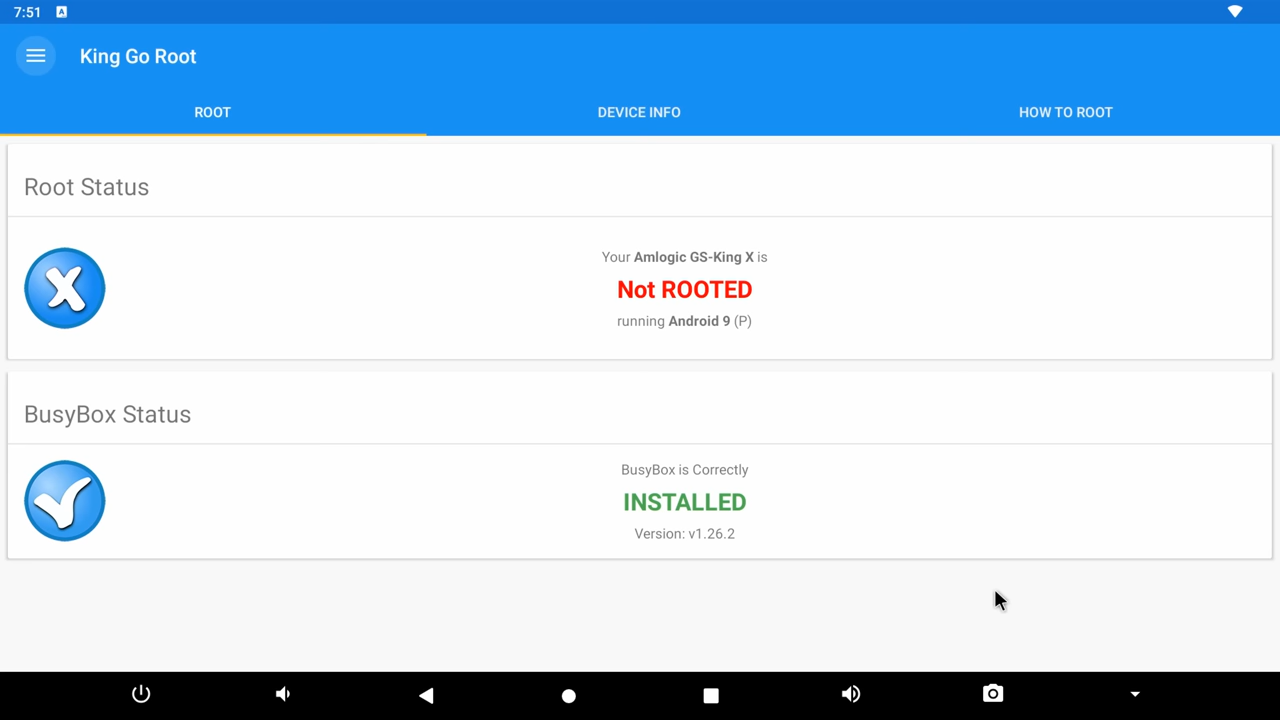 7:51 A
King Go Root
ROOT
DEVICE INFO
HOW TO ROOT
Root Status
Your Amlogic GS-King X is
Not ROOTED
running Android 9 (P)
BusyBox Status
BusyBox is Correctly
INSTALLED
Version: v1.26.2